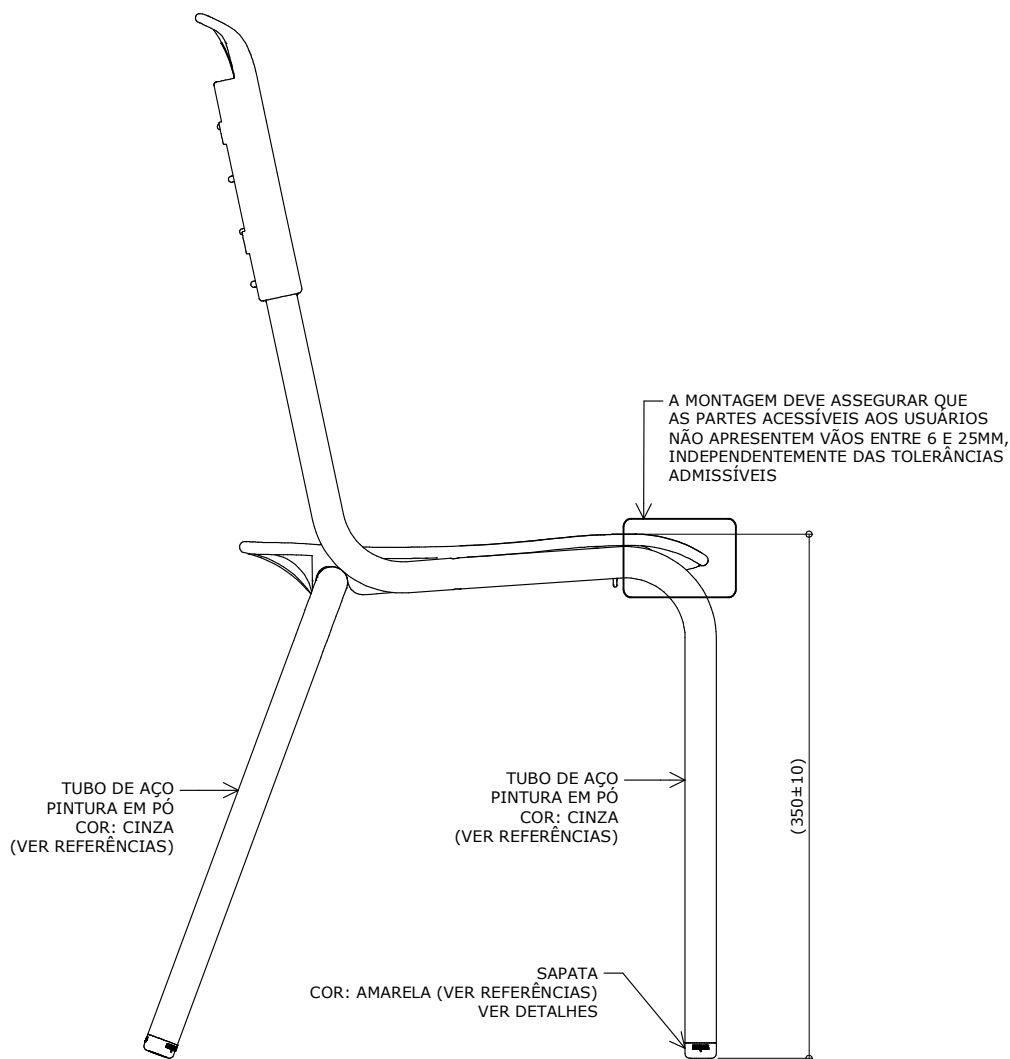 A MONTAGEM DEVE ASSEGURAR QUE
AS PARTES ACESSÍVEIS AOS USUÁRIOS
NÃO APRESENTEM VÃOS ENTRE 6 E 25MM,
INDEPENDENTEMENTE DAS TOLERÂNCIAS
ADMISSÍVEIS
TUBO DE AÇO
PINTURA EM PÓ
COR: CINZA
(VER REFERÊNCIAS)
TUBO DE AÇO
PINTURA EM PÓ
COR: CINZA
(VER REFERÊNCIAS)
(350±10)
SAPATA
COR: AMARELA (VER REFERÊNCIAS)
VER DETALHES